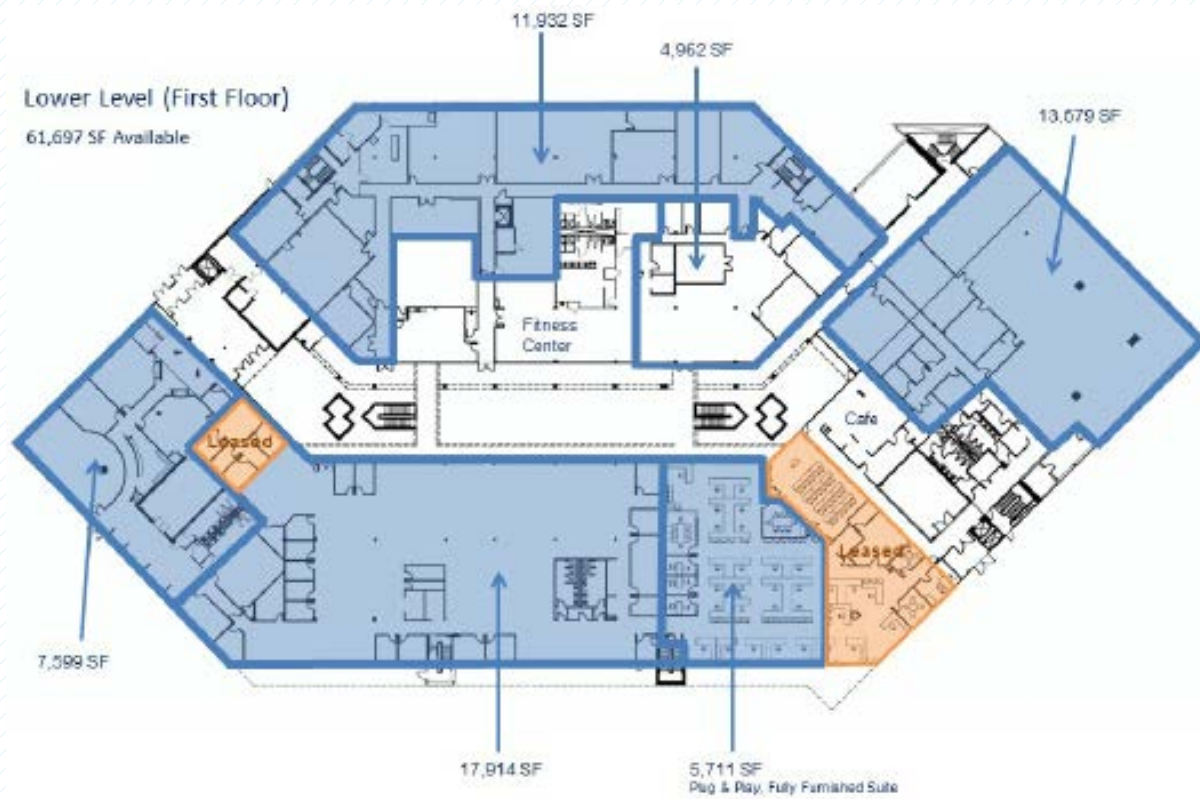 11,932 SF
4,962 SF
Lower Level (First Floor)
13,579 SF
61,697 SF Available
Fitness
Center
Cafe
Leased
Leased
7,599 SF
17,914 SF
5,711 SF
Plug & Play, Fully Furnished Suite